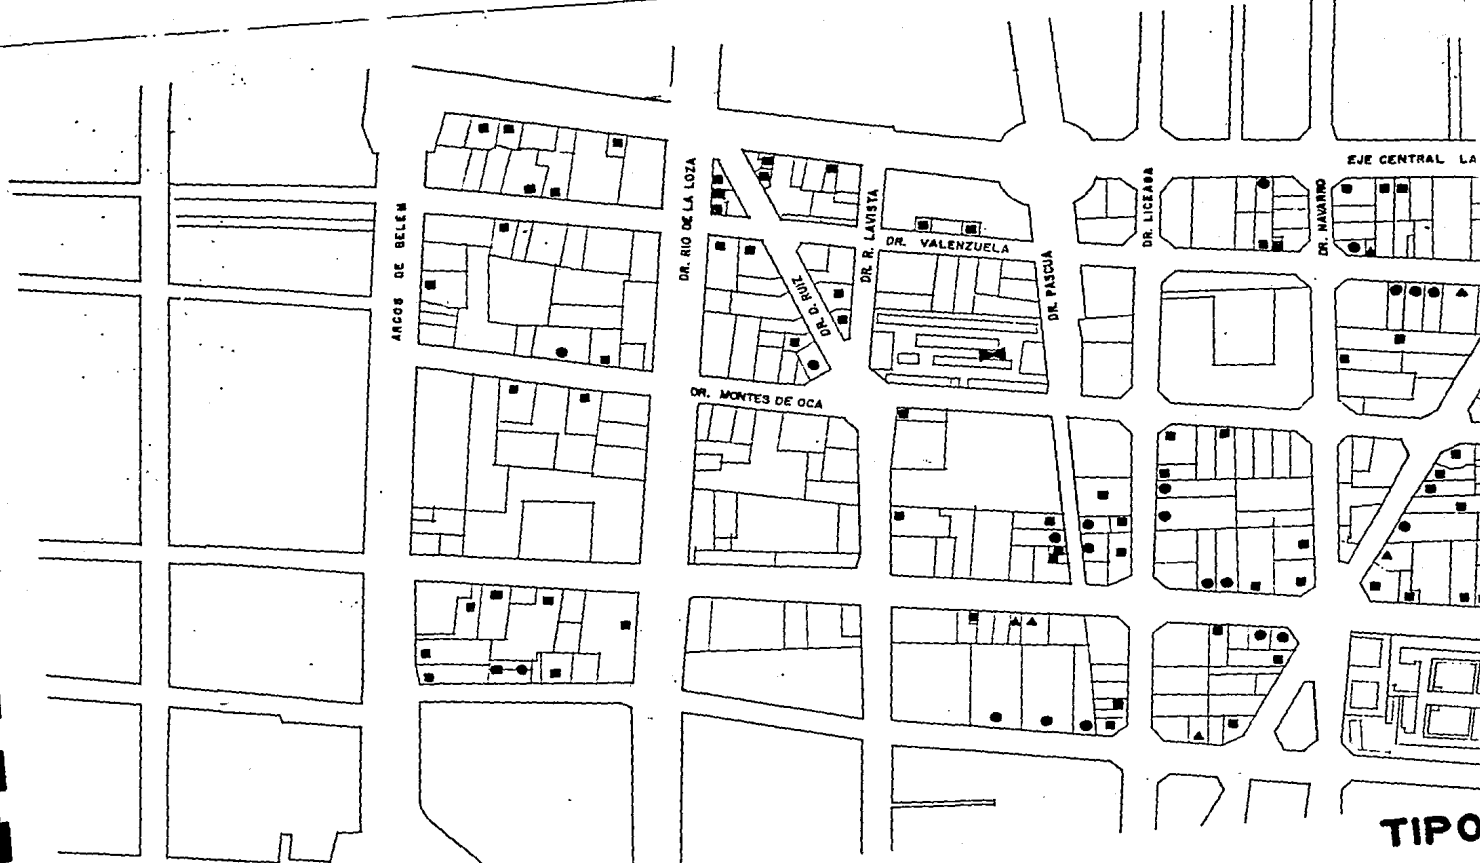 EJE CENTRAL LA
ARCOS DE BELEM
DR. RIO DE LA LOZA
DR. R. LAVISTA
DR. VALENZUELA
DR. PASCUA
DR. LICEAGA
DR. NAVARRO
DR. D. RUIZ
DR. MONTES DE OCA
TIPO